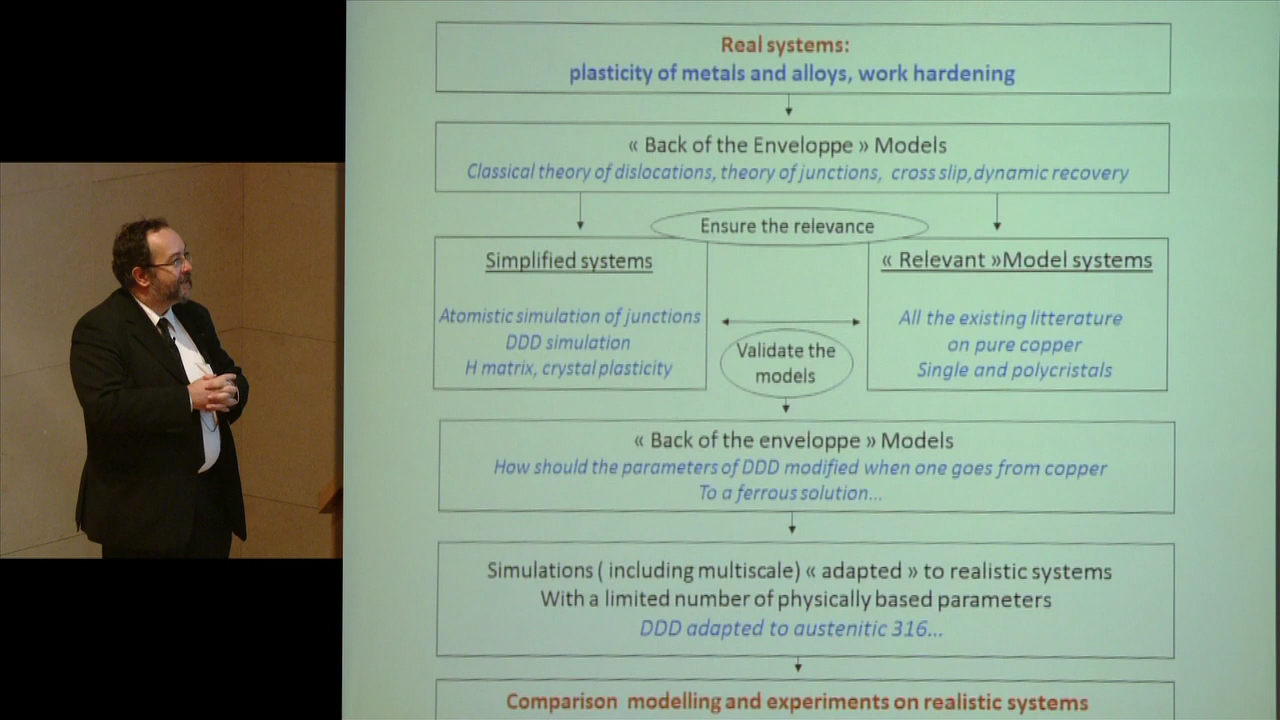 Real systems:
plasticity of metals and alloys, work hardening
« Back of the Enveloppe » Models
Classical theory of dislocations, theory of junctions, cross slip,dynamic recovery
Ensure the relevance
Simplified systems
Atomistic simulation of junctions
DDD simulation
H matrix, crystal plasticity
« Relevant »Model systems
All the existing litterature
on pure copper
Single and polycristals
Validate the
models
« Back of the enveloppe » Models
How should the parameters of DDD modified when one goes from copper
To a ferrous solution...
Simulations ( including multiscale) « adapted » to realistic systems
With a limited number of physically based parameters
DDD adapted to austenitic 316...
Comparison modelling and experiments on realistic systems